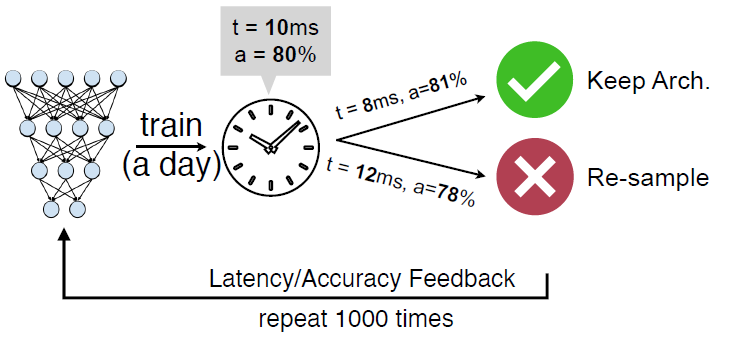 t = 10ms
a = 80%
train
(a day)
t = 8ms, a=81%
t = 12ms, a=78%
Keep Arch.
Re-sample
Latency/Accuracy Feedback
repeat 1000 times